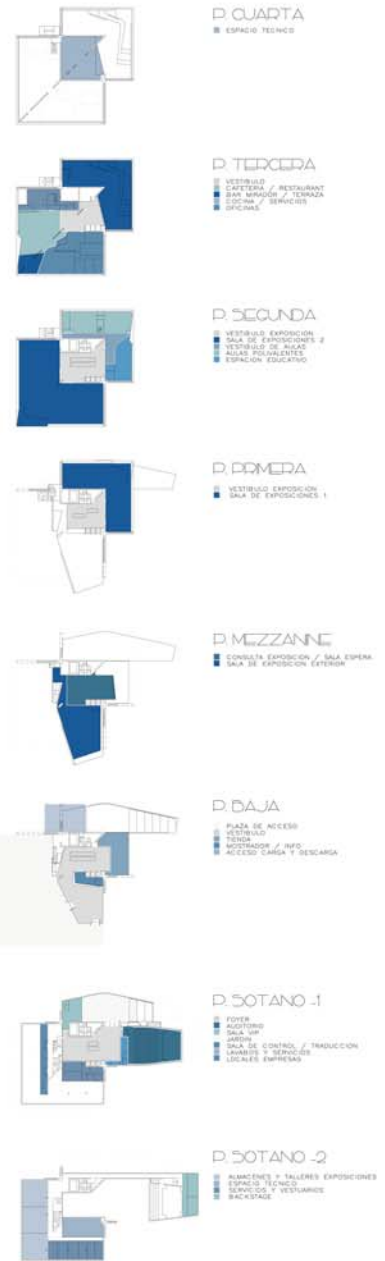 P. CUARTA
ESPACIO TECNICO
P. TERCERA
VESTIBULO
CAFETERIA / RESTAURANT
BAR MIRADOR / TERRAZA
COCINA / SERVICIOS
OFICINAS
P. SEGUNDA
VESTIBULO EXPOSICION
SALA DE EXPOSICIONES 2
VESTIBULO DE AULAS
AULAS POLIVALENTES
ESPACION EDUCATIVO
P. PRIMERA
VESTIBULO EXPOSICION
SALA DE EXPOSICIONES 1
P. MEZZANINE
CONSULTA EXPOSICION / SALA ESPERA
SALA DE EXPOSICION EXTERIOR
P. BAJA
PLAZA DE ACCESO
VESTIBULO
TIENDA
MOSTRADOR / INFO
ACCESO CARGA Y DESCARGA
P. SOTANO -1
FOYER
AUDITORIO
SALA VIP
JARDIN
SALA DE CONTROL / TRADUCCION
LAVABOS Y SERVICIOS
LOCALES EMPRESAS
P. SOTANO -2
ALMACENES Y TALLERES EXPOSICIONES
ESPACIO TECNICO
SERVICIOS Y VESTUARIOS
BACKSTAGE